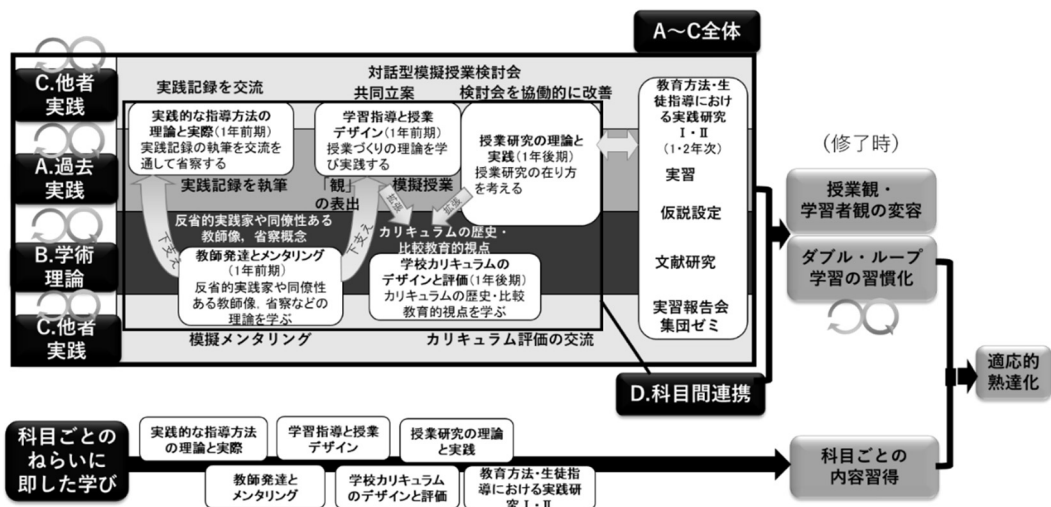 A～C全体
C.他者
実践
A.過去
実践
B.学術
理論
C.他者
実践
対話型模擬授業検討会
実践記録を交流
共同立案
検討会を協働的に改善
実践的な指導方法の
理論と実際(1年前期)
実践記録の執筆を交流を
通して省察する
学習指導と授業
デザイン(1年前期)
授業づくりの理論を学
び実践する
授業研究の理論と
実践(1年後期)
授業研究の在り方
を考える
実践記録を執筆
「観」
の表出
模擬授業
拡張
拡張
下支え
下支え
反省的実践家や同僚性ある
教師像，省察概念
カリキュラムの歴史・
比較教育的視点
教師発達とメンタリング
(1年前期)
反省的実践家や同僚性
ある教師像，省察などの
理論を学ぶ
学校カリキュラムの
デザインと評価(1年後期)
カリキュラムの歴史・比較
教育的視点を学ぶ
模擬メンタリング
カリキュラム評価の交流
教育方法・生
徒指導におけ
る実践研究
Ⅰ・Ⅱ
(1・2年次)
実習
仮説設定
文献研究
実習報告会
集団ゼミ
D.科目間連携
(修了時)
授業観・
学習者観の変容
ダブル・ループ
学習の習慣化
適応的
熟達化
科目ごとの
ねらいに
即した学び
実践的な指導方法
の理論と実際
学習指導と授業
デザイン
授業研究の理論
と実践
教師発達と
メンタリング
学校カリキュラム
のデザインと評価
教育方法・生徒指
導における実践研
究Ⅰ・Ⅱ
科目ごとの
内容習得